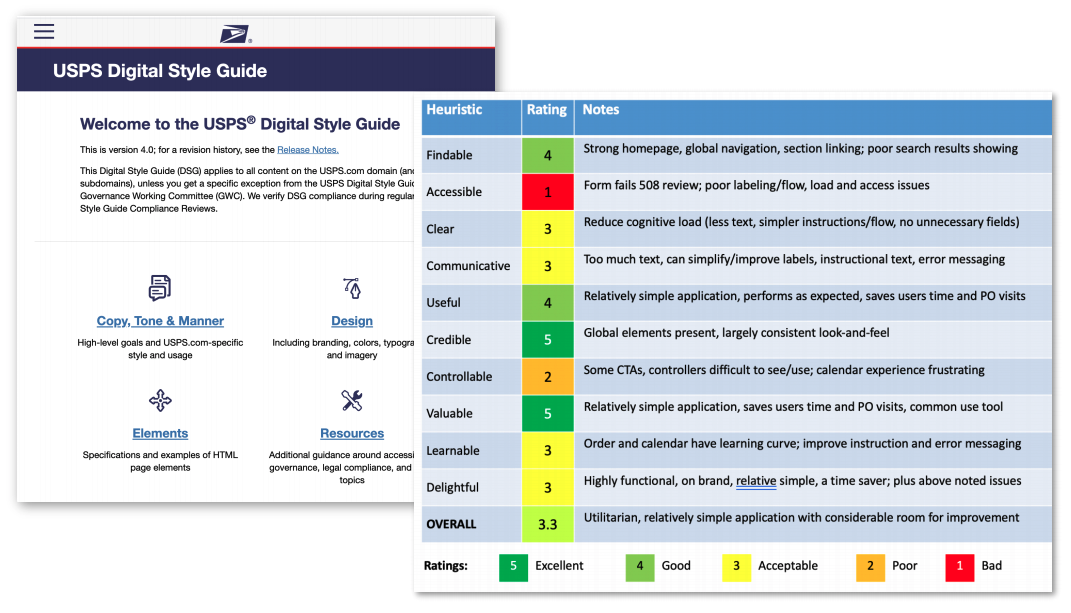 USPS Digital Style Guide
Welcome to the USPS® Digital Style Guide
This is version 4.0; for a revision history, see the Release Notes.
This Digital Style Guide (DSG) applies to all content on the USPS.com domain (and
subdomains), unless you get a specific exception from the USPS Digital Style
Governance Working Committee (GWC). We verify DSG compliance during
Style Guide Compliance Reviews.
Copy, Tone & Manner
High-level goals and USPS.com-specific
style and usage
Design
Including branding, colors,
and imagery
Elements
Specifications and examples of HTML
page elements
Resources
Additional guidance around
governance, legal compliance, and
topics
Heuristic Rating Notes
Findable 4 Strong homepage, global navigation, section linking; poor search results showing
Accessible 1 Form fails 508 review; poor labeling/flow, load and access issues
Clear 3 Reduce cognitive load (less text, simpler instructions/flow, no unnecessary fields)
Communicative 3 Too much text, can simplify/improve labels, instructional text, error messaging
Useful 4 Relatively simple application, performs as expected, saves users time and PO visits
Credible 5 Global elements present, largely consistent look-and-feel
Controllable 2 Some CTAs, controllers difficult to see/use; calendar experience frustrating
Valuable 5 Relatively simple application, saves users time and PO visits, common use tool
Learnable 3 Order and calendar have learning curve; improve instruction and error messaging
Delightful 3 Highly functional, on brand, relative simple, a time saver; plus above noted issues
OVERALL 3.3 Utilitarian, relatively simple application with considerable room for improvement
Ratings: 5 Excellent 4 Good 3 Acceptable 2 Poor 1 Bad